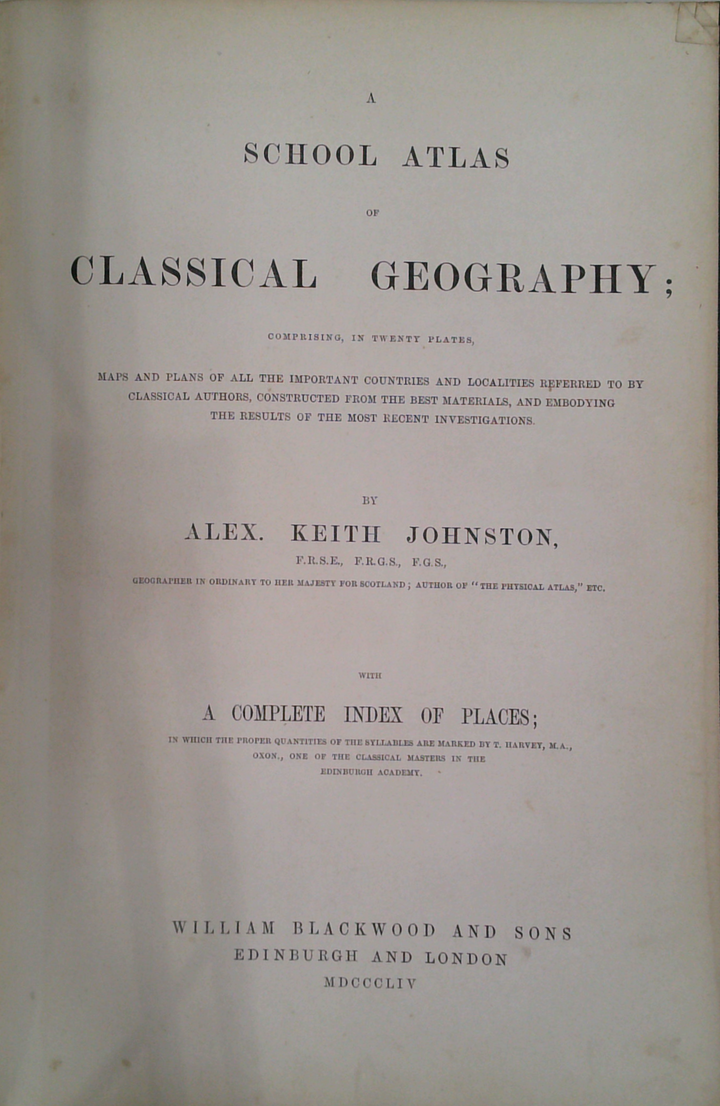 A
SCHOOL ATLAS
OF
CLASSICAL GEOGRAPHY;
COMPRISING, IN TWENTY PLATES,
MAPS AND PLANS OF ALL THE IMPORTANT COUNTRIES AND LOCALITIES REFERRED TO BY
CLASSICAL AUTHORS, CONSTRUCTED FROM THE BEST MATERIALS, AND EMBODYING
THE RESULTS OF THE MOST RECENT INVESTIGATIONS.
BY
ALEX. KEITH JOHNSTON,
F.R.S.E., F.R.G.S., F.G.S.,
GEOGRAPHER IN ORDINARY TO HER MAJESTY FOR SCOTLAND; AUTHOR OF "THE PHYSICAL ATLAS," ETC.
WITH
A COMPLETE INDEX OF PLACES;
IN WHICH THE PROPER QUANTITIES OF THE SYLLABLES ARE MARKED BY T. HARVEY, M.A.,
OXON., ONE OF THE CLASSICAL MASTERS IN THE
EDINBURGH ACADEMY.
WILLIAM BLACKWOOD AND SONS
EDINBURGH AND LONDON
MDCCCLIV